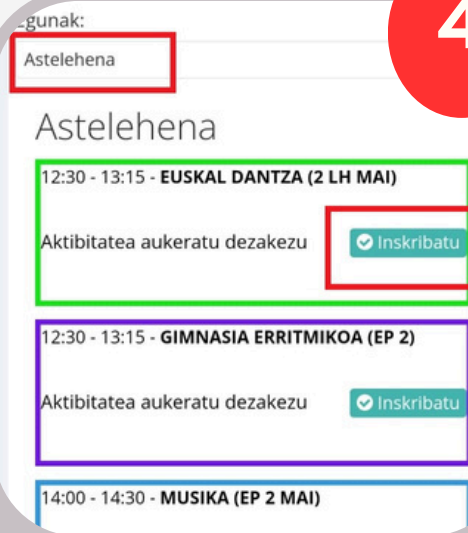 Egunak:
4
Astelehena
Astelehena
12:30 - 13:15 - EUSKAL DANTZA (2 LH MAI)
Aktibitatea aukeratu dezakezu Inskribatu
12:30 - 13:15 - GIMNASIA ERRITMIKOA (EP 2)
Aktibitatea aukeratu dezakezu Inskribatu
14:00 - 14:30 - MUSIKA (EP 2 MAI)